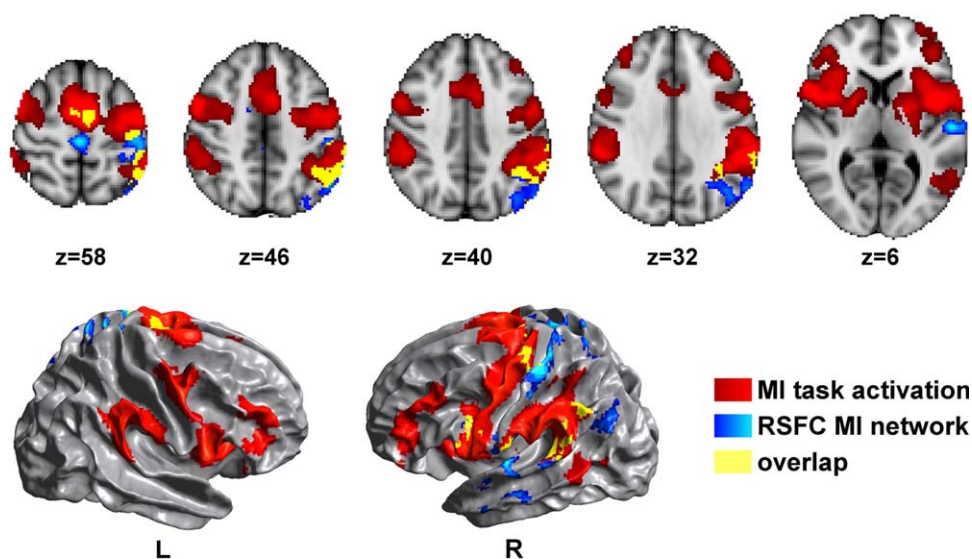 z=58
z=46
z=40
z=32
z=6
MI task activation
RSFC MI network
overlap
L
R